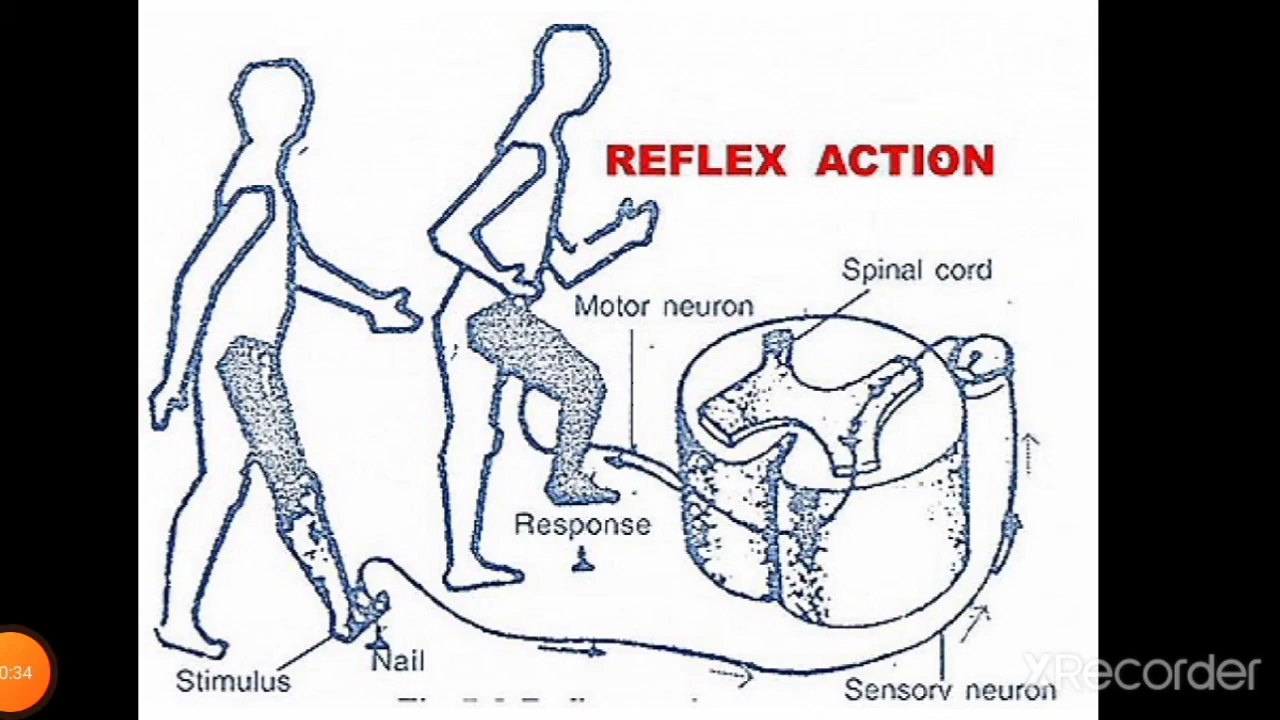 REFLEX ACTION
Spinal cord
Motor neuron
Response
Nail
Stimulus
Sensory neuron
XRecorder
0:34